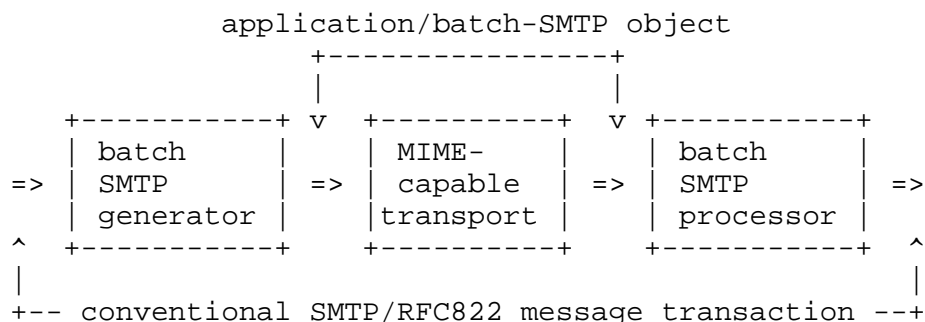 application/batch-SMTP object
+-----------------+
|                 |
+-----------+ v +----------+ v +-----------+
| batch     |   | MIME-    |   | batch     |
=> | SMTP      | => | capable  | => | SMTP      | =>
| generator |   |transport |   | processor |
^ +-----------+   +----------+   +-----------+ ^
|                                              |
+-- conventional SMTP/RFC822 message transaction --+